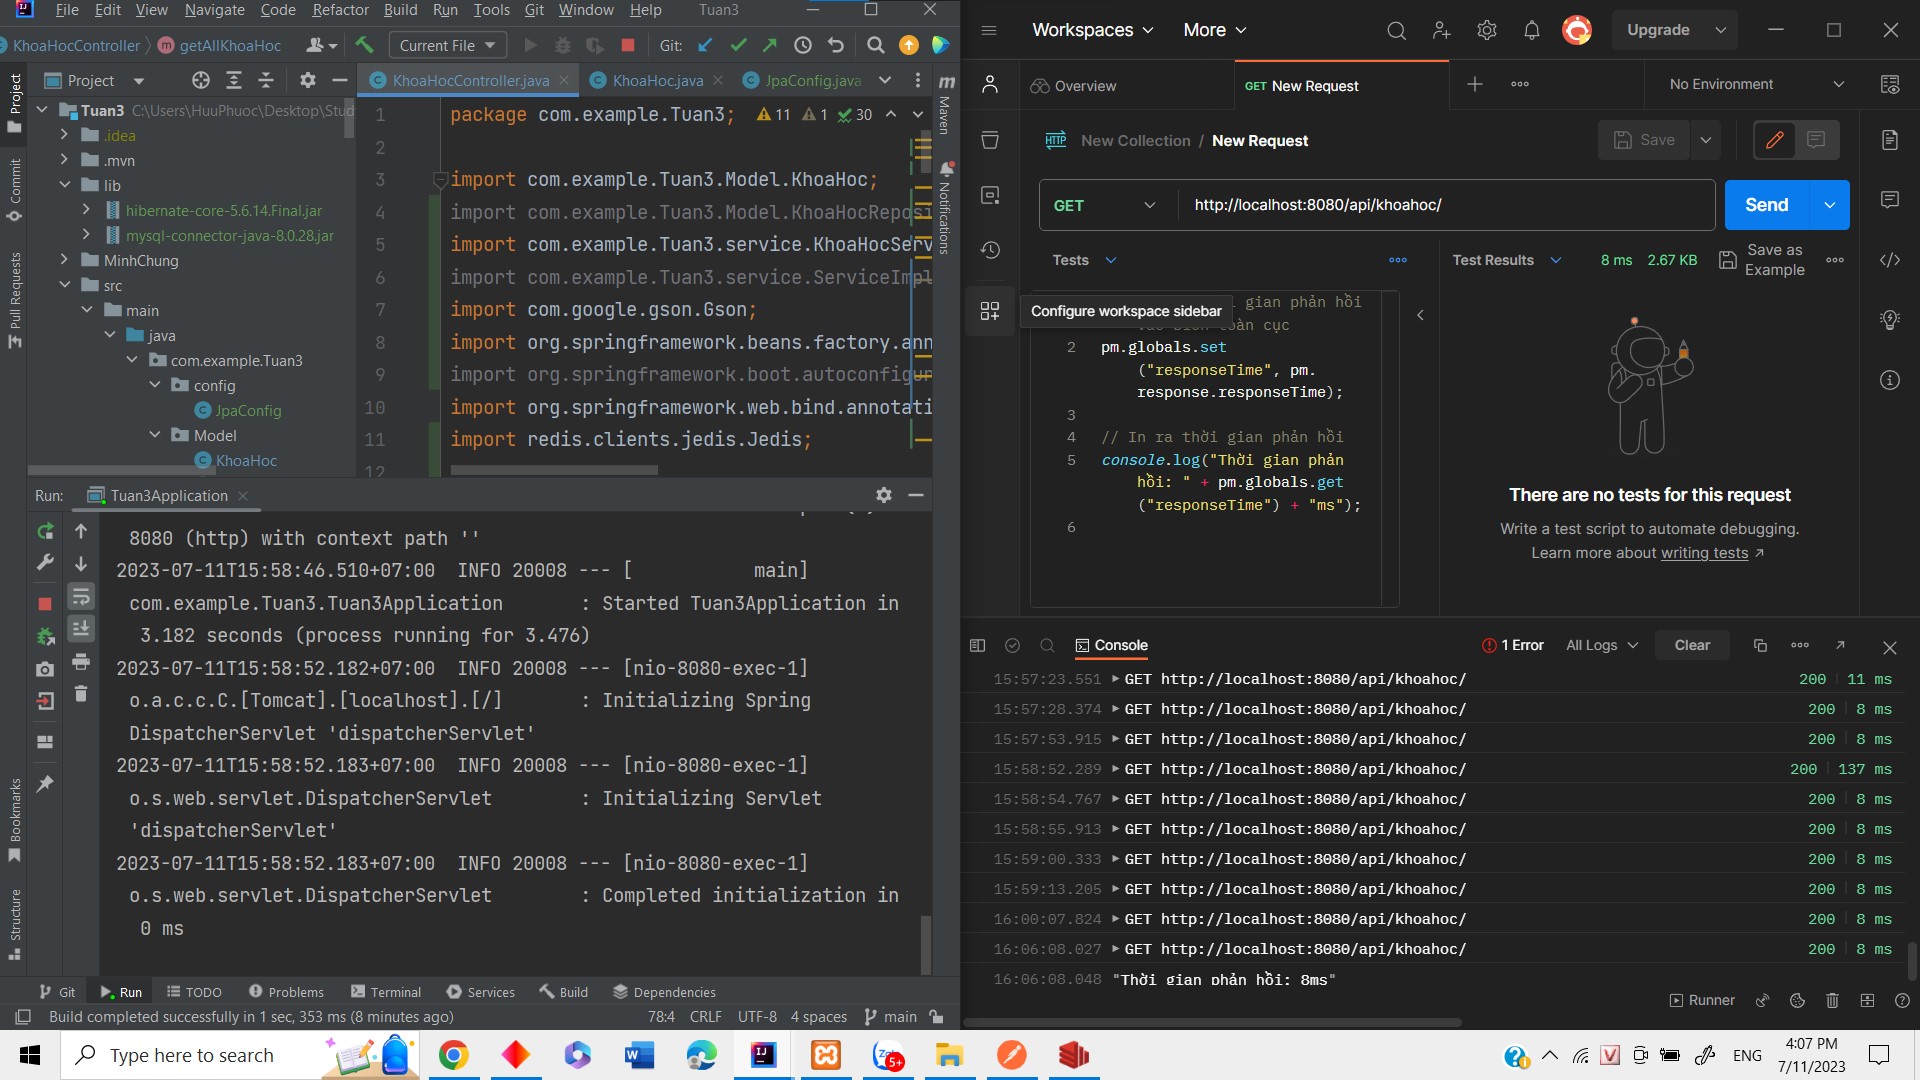 File Edit View Navigate Code Refactor Build Run Tools Git Window Help Tuan3
KhoaHocController getAllKhoaHoc Current File Git:
Project
KhoaHocController.java KhoaHoc.java JpaConfig.java
Project
Commit
Pull Requests
Bookmarks
Structure
Tuan3 C:\Users\HuuPhuoc\Desktop\Stud
.idea
.mvn
lib
hibernate-core-5.6.14.Final.jar
mysql-connector-java-8.0.28.jar
MinhChung
src
main
java
com.example.Tuan3
config
JpaConfig
Model
KhoaHoc
1 package com.example.Tuan3; 11 1 30
2
3 import com.example.Tuan3.Model.KhoaHoc;
4 import com.example.Tuan3.Model.KhoaHocReposi
5 import com.example.Tuan3.service.KhoaHocServ
6 import com.example.Tuan3.service.ServiceImpl
7 import com.google.gson.Gson;
8 import org.springframework.beans.factory.ann
9 import org.springframework.boot.autoconfigur
10 import org.springframework.web.bind.annotati
11 import redis.clients.jedis.Jedis;
12
Maven
Notifications
Run: Tuan3Application
8080 (http) with context path ''
2023-07-11T15:58:46.510+07:00 INFO 20008 --- [ main]
com.example.Tuan3.Tuan3Application : Started Tuan3Application in
3.182 seconds (process running for 3.476)
2023-07-11T15:58:52.182+07:00 INFO 20008 --- [nio-8080-exec-1]
o.a.c.c.C.[Tomcat].[localhost].[/] : Initializing Spring
DispatcherServlet 'dispatcherServlet'
2023-07-11T15:58:52.183+07:00 INFO 20008 --- [nio-8080-exec-1]
o.s.web.servlet.DispatcherServlet : Initializing Servlet
'dispatcherServlet'
2023-07-11T15:58:52.183+07:00 INFO 20008 --- [nio-8080-exec-1]
o.s.web.servlet.DispatcherServlet : Completed initialization in
0 ms
Git Run TODO Problems Terminal Services Build Dependencies
Build completed successfully in 1 sec, 353 ms (8 minutes ago) 78:4 CRLF UTF-8 4 spaces main
Workspaces More Upgrade
Overview GET New Request No Environment
HTTP New Collection / New Request Save
GET http://localhost:8080/api/khoahoc/ Send
Tests
gian phản hồi
Configure workspace sidebar
toàn cục
2 pm.globals.set
("responseTime", pm.
response.responseTime);
3
4 // In ra thời gian phản hồi
5 console.log("Thời gian phản
hồi: " + pm.globals.get
("responseTime") + "ms");
6
Test Results 8 ms 2.67 KB Save as Example
There are no tests for this request
Write a test script to automate debugging.
Learn more about writing tests ↗
Console 1 Error All Logs Clear
15:57:23.551 GET http://localhost:8080/api/khoahoc/ 200 11 ms
15:57:28.374 GET http://localhost:8080/api/khoahoc/ 200 8 ms
15:57:53.915 GET http://localhost:8080/api/khoahoc/ 200 8 ms
15:58:52.289 GET http://localhost:8080/api/khoahoc/ 200 137 ms
15:58:54.767 GET http://localhost:8080/api/khoahoc/ 200 8 ms
15:58:55.913 GET http://localhost:8080/api/khoahoc/ 200 8 ms
15:59:00.333 GET http://localhost:8080/api/khoahoc/ 200 8 ms
15:59:13.205 GET http://localhost:8080/api/khoahoc/ 200 8 ms
16:00:07.824 GET http://localhost:8080/api/khoahoc/ 200 8 ms
16:06:08.027 GET http://localhost:8080/api/khoahoc/ 200 8 ms
16:06:08.048 "Thời gian phản hồi: 8ms"
Runner
Type here to search
5+
ENG
4:07 PM
7/11/2023